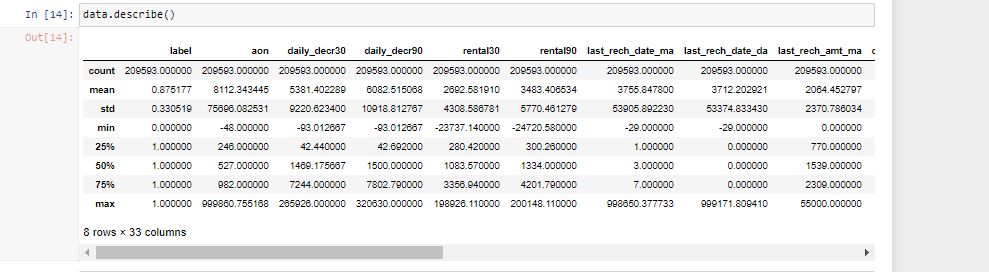 In [14]: data.describe()
Out[14]:
label aon daily_decr30 daily_decr90 rental30 rental90 last_rech_date_ma last_rech_date_da last_rech_amt_ma c
count 209593.000000 209593.000000 209593.000000 209593.000000 209593.000000 209593.000000 209593.000000 209593.000000 209593.000000
mean 0.875177 8112.343445 5381.402289 6082.515068 2692.581910 3483.406534 3755.847800 3712.202921 2064.452797
std 0.330519 75696.082531 9220.623400 10918.812767 4308.586781 5770.461279 53905.892230 53374.833430 2370.786034
min 0.000000 -48.000000 -93.012667 -93.012667 -23737.140000 -24720.580000 -29.000000 -29.000000 0.000000
25% 1.000000 246.000000 42.440000 42.692000 280.420000 300.260000 1.000000 0.000000 770.000000
50% 1.000000 527.000000 1469.175667 1500.000000 1083.570000 1334.000000 3.000000 0.000000 1539.000000
75% 1.000000 982.000000 7244.000000 7802.790000 3356.940000 4201.790000 7.000000 0.000000 2309.000000
max 1.000000 999860.755168 265926.000000 320630.000000 198926.110000 200148.110000 998650.377733 999171.809410 55000.000000
8 rows × 33 columns